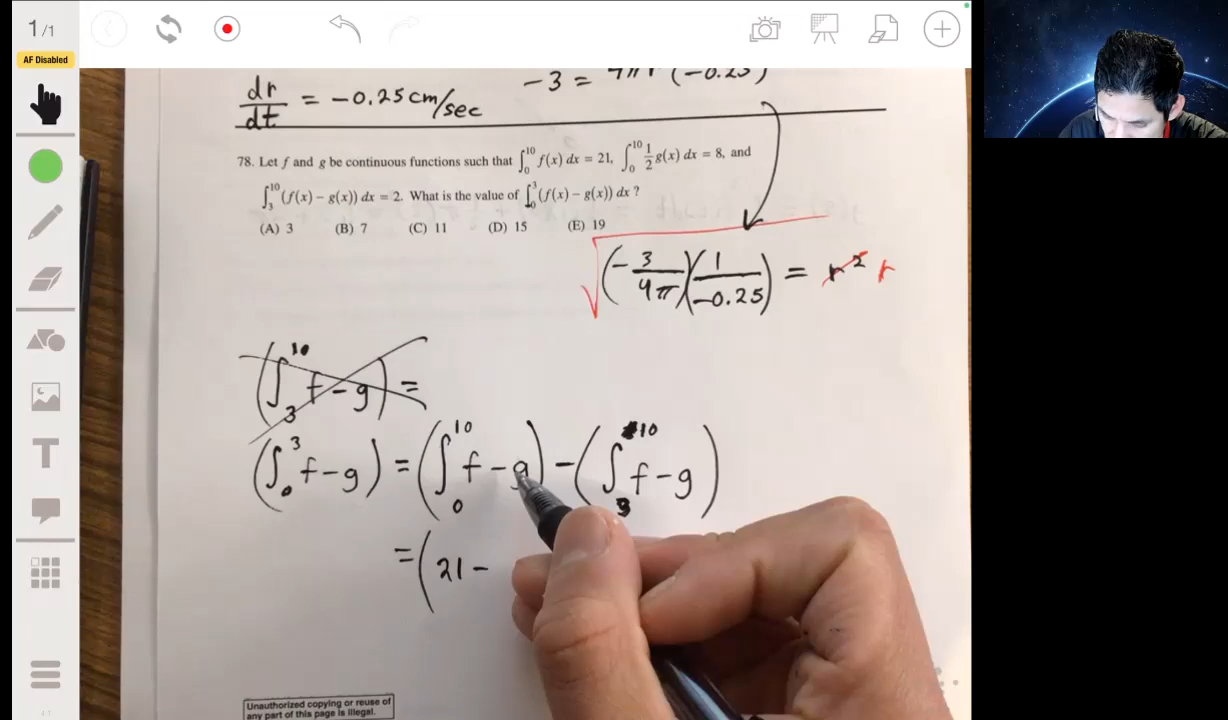 1/1
AF Disabled
dr/dt = -0.25 cm/sec
-3 = 4πr (-0.25)
78. Let f and g be continuous functions such that ∫₀¹⁰ f(x) dx = 21, ∫₀¹⁰ 1/2 g(x) dx = 8, and
∫₃¹⁰ (f(x) − g(x)) dx = 2. What is the value of ∫₀³ (f(x) − g(x)) dx ?
(A) 3 (B) 7 (C) 11 (D) 15 (E) 19
√(-3/4π)(1/-0.25) = r² r
(∫₃¹⁰ f-g) =
(∫₀³ f-g) = (∫₀¹⁰ f-g) - (∫₃¹⁰ f-g)
= (21 -
T
Unauthorized copying or reuse of
any part of this page is illegal.